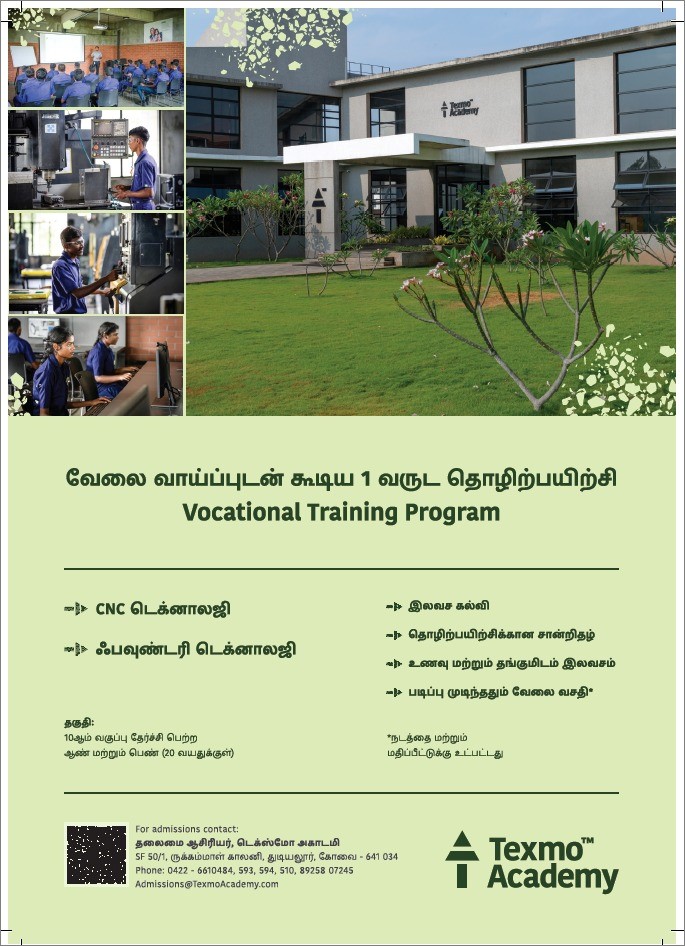 Texmo
Academy
வேலை வாய்ப்புடன் கூடிய 1 வருட தொழிற்பயிற்சி
Vocational Training Program
CNC டெக்னாலஜி
ஃபவுண்டரி டெக்னாலஜி
இலவச கல்வி
தொழிற்பயிற்சிக்கான சான்றிதழ்
உணவு மற்றும் தங்குமிடம் இலவசம்
படிப்பு முடிந்ததும் வேலை வசதி*
தகுதி:
10ஆம் வகுப்பு தேர்ச்சி பெற்ற
ஆண் மற்றும் பெண் (20 வயதுக்குள்)
*நடத்தை மற்றும்
மதிப்பீட்டுக்கு உட்பட்டது
For admissions contact:
தலைமை ஆசிரியர், டெக்ஸ்மோ அகாடமி
SF 50/1, ருக்கம்மாள் காலனி, துடியலூர், கோவை - 641 034
Phone: 0422 - 6610484, 593, 594, 510, 89258 07245
Admissions@TexmoAcademy.com
Texmo™
Academy